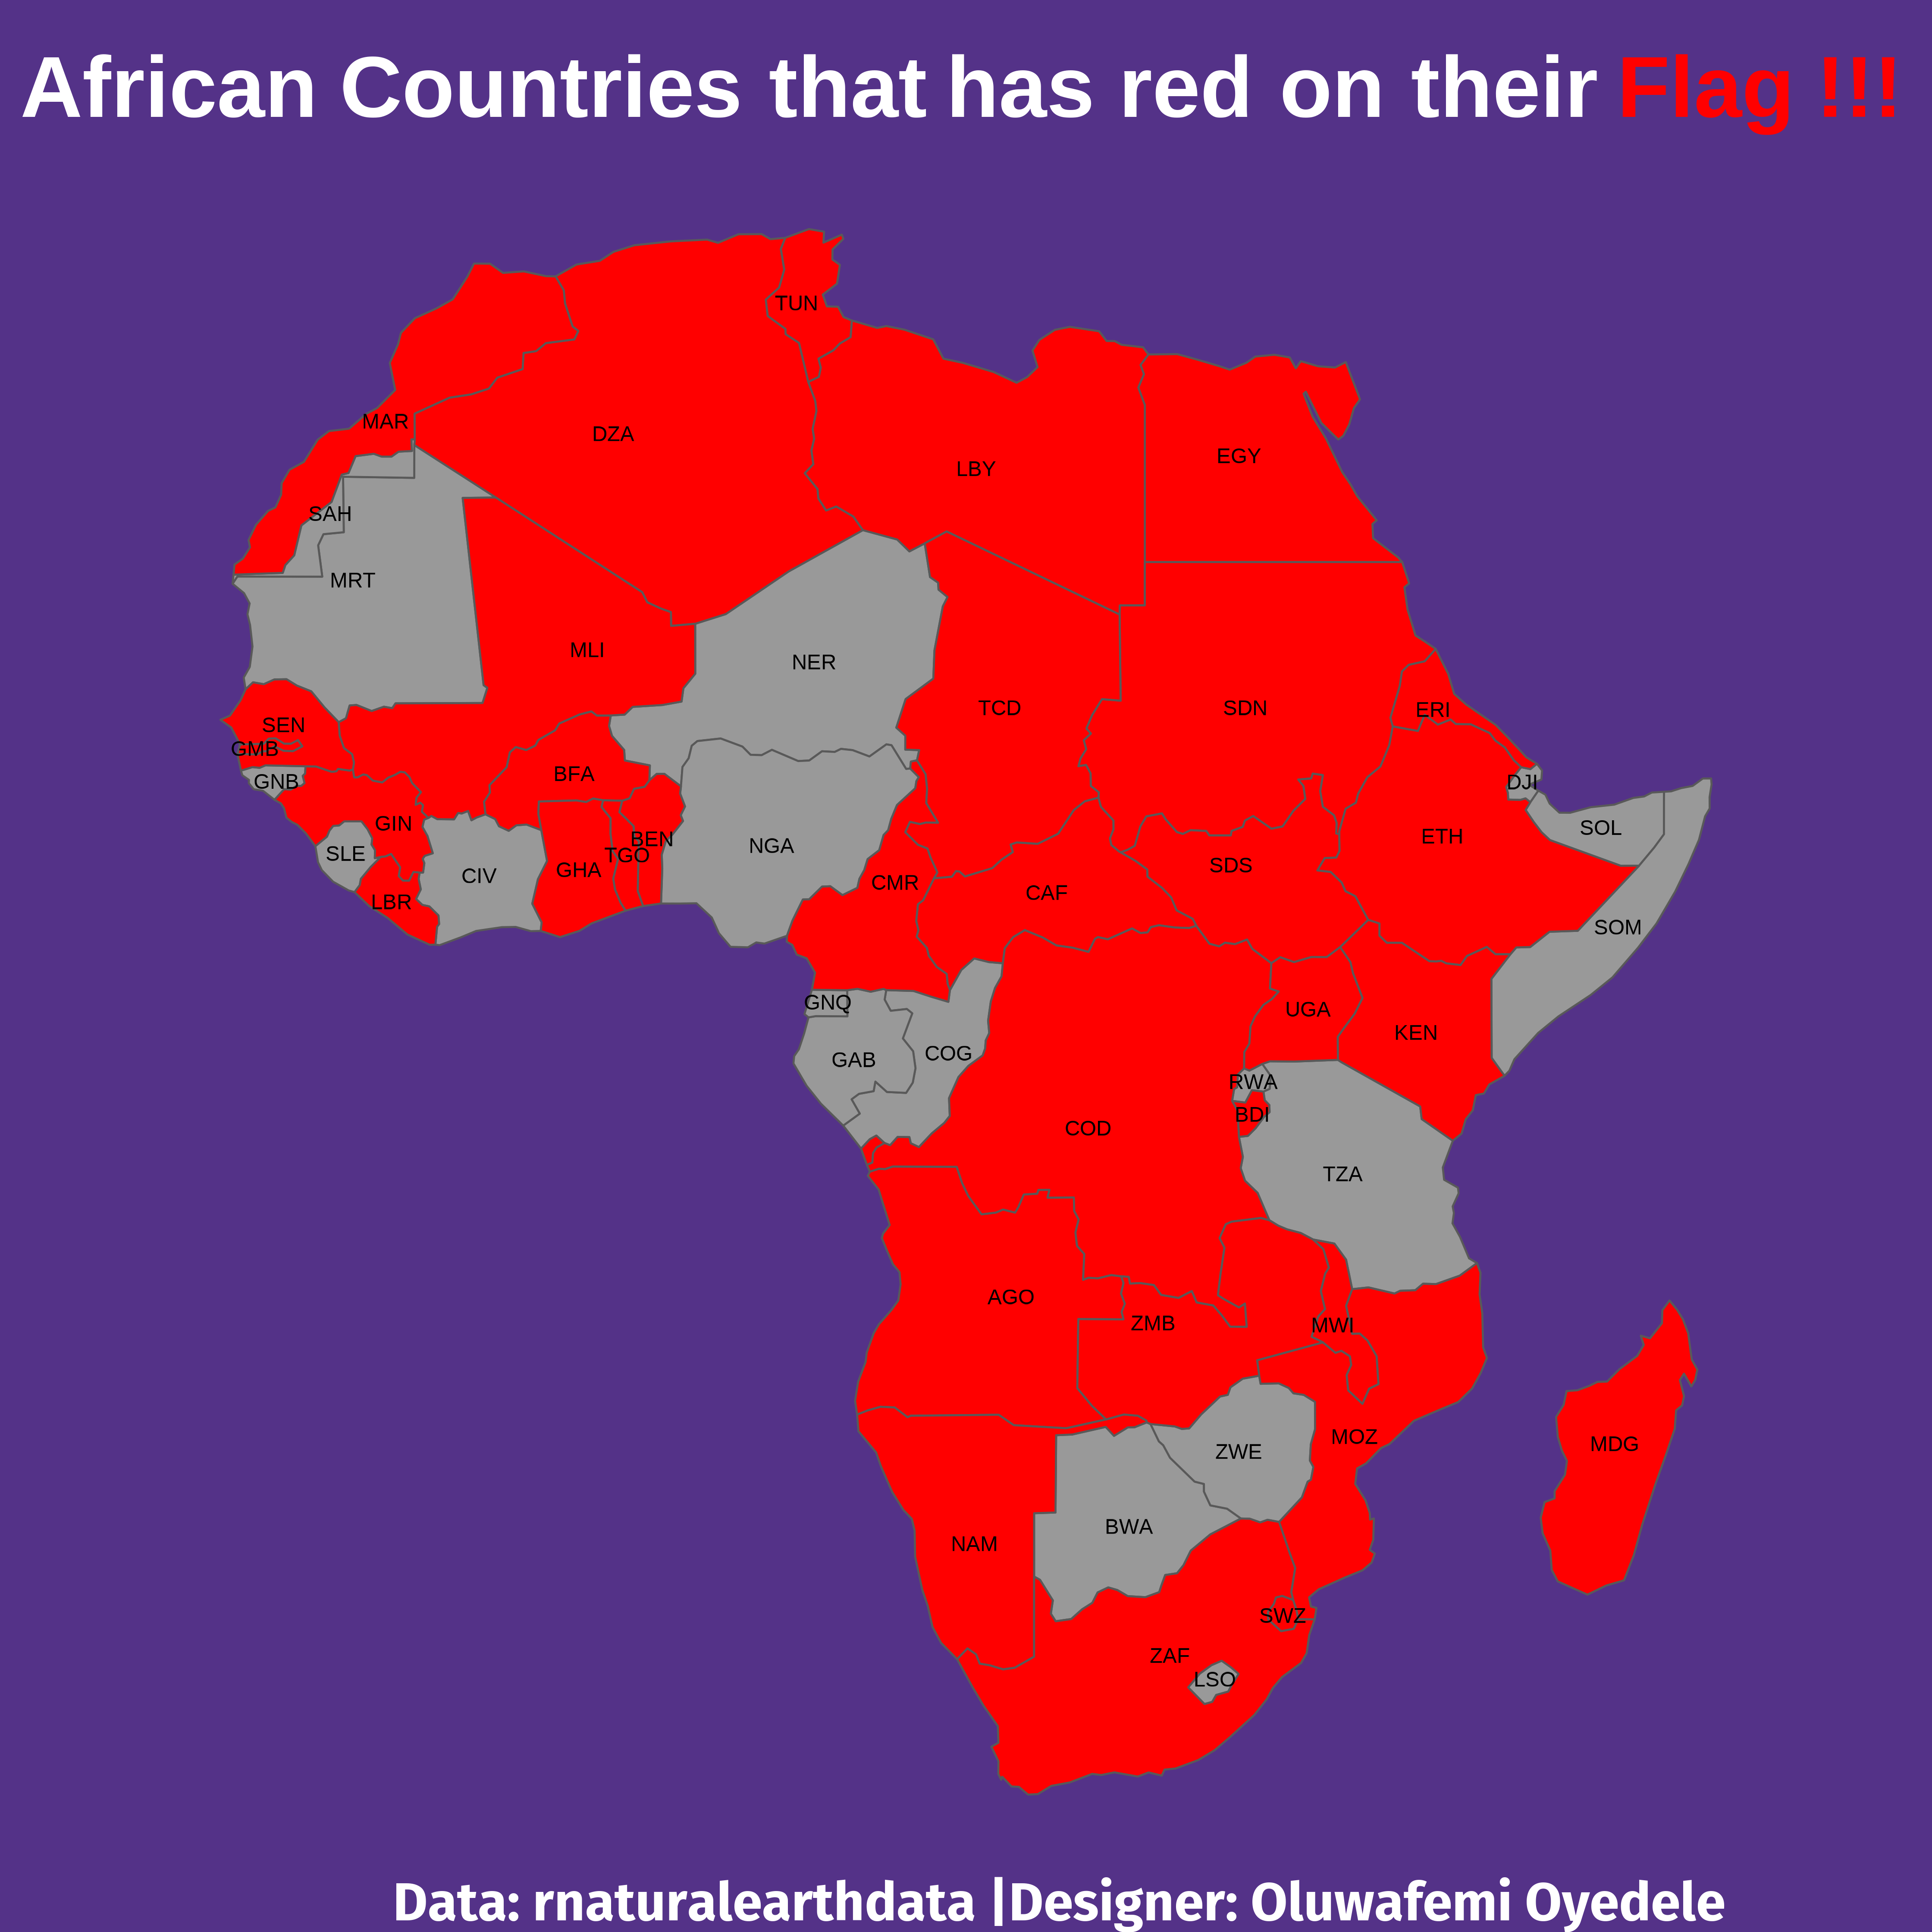 African Countries that has red on their Flag !!!
TUN
MAR
DZA
EGY
LBY
SAH
MRT
MLI
NER
TCD
SDN
ERI
SEN
GMB
BFA
GNB
DJI
GIN
SOL
ETH
BEN
NGA
SLE
TGO
SDS
GHA
CIV
CMR
CAF
LBR
SOM
GNQ
UGA
KEN
COG
GAB
RWA
BDI
COD
TZA
AGO
ZMB
MWI
MOZ
MDG
ZWE
BWA
NAM
SWZ
ZAF
LSO
Data: rnaturalearthdata |Designer: Oluwafemi Oyedele